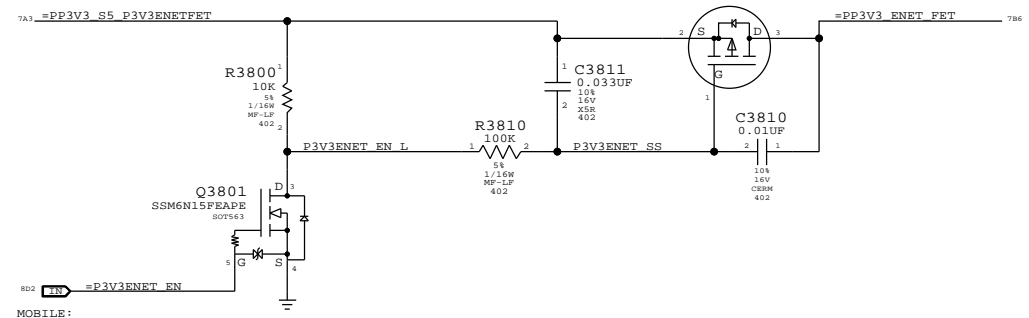 7A3 =PP3V3_S5_P3V3ENETFET
=PP3V3_ENET_FET 7B6
S D
2 3
G
1
R3800
10K
5%
1/16W
MF-LF
402
1
2
C3811
0.033UF
10%
16V
X5R
402
1
2
R3810
100K
1 2
5%
1/16W
MF-LF
402
C3810
0.01UF
2 1
10%
16V
CERM
402
P3V3ENET_EN_L
P3V3ENET_SS
Q3801
SSM6N15FEAPE
SOT563
D 3
5 G S 4
8D2 IN =P3V3ENET_EN
MOBILE: